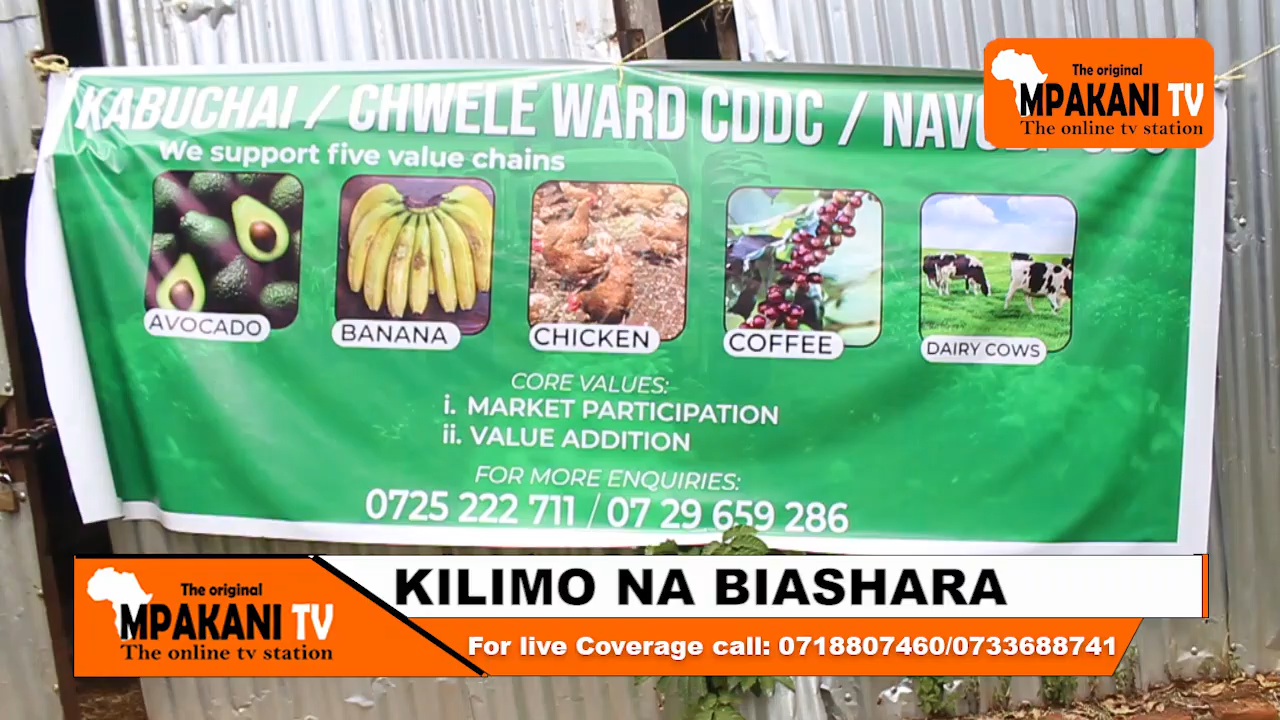 KABUCHAI / CHWELE WARD CDDC /
The original
MPAKANI TV
The online tv station
We support five value chains
AVOCADO
BANANA
CHICKEN
COFFEE
DAIRY COWS
CORE VALUES:
i. MARKET PARTICIPATION
ii. VALUE ADDITION
FOR MORE ENQUIRIES:
0725 222 711 / 07 29 659 286
KILIMO NA BIASHARA
The original
MPAKANI TV
The online tv station
For live Coverage call: 0718807460/0733688741